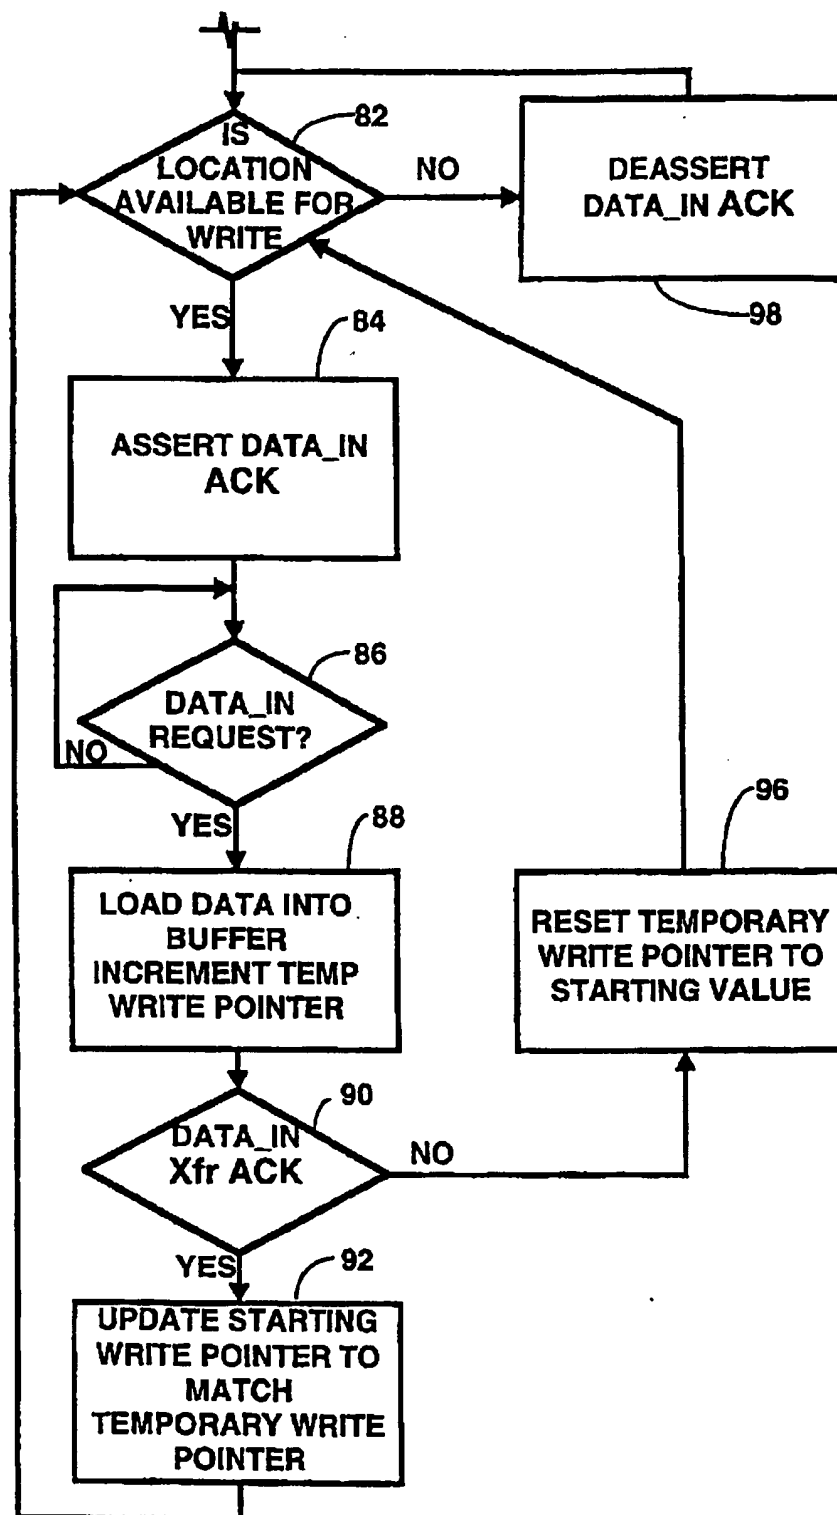 82
IS
LOCATION
AVAILABLE FOR
WRITE
NO
DEASSERT
DATA_IN ACK
98
YES
84
ASSERT DATA_IN
ACK
86
DATA_IN
REQUEST?
NO
YES
88
LOAD DATA INTO
BUFFER
INCREMENT TEMP
WRITE POINTER
96
RESET TEMPORARY
WRITE POINTER TO
STARTING VALUE
90
DATA_IN
Xfr ACK
NO
YES
92
UPDATE STARTING
WRITE POINTER TO
MATCH
TEMPORARY WRITE
POINTER